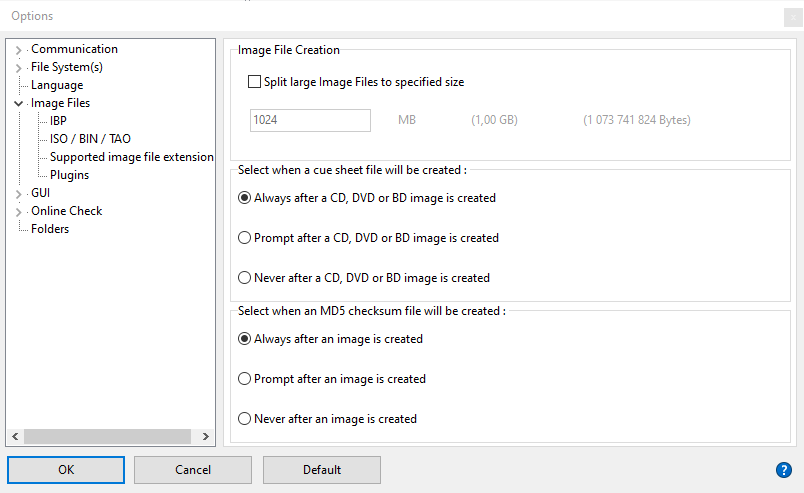 Options
Communication
File System(s)
Language
Image Files
IBP
ISO / BIN / TAO
Supported image file extension
Plugins
GUI
Online Check
Folders
Image File Creation
Split large Image Files to specified size
1024 MB (1,00 GB) (1 073 741 824 Bytes)
Select when a cue sheet file will be created :
Always after a CD, DVD or BD image is created
Prompt after a CD, DVD or BD image is created
Never after a CD, DVD or BD image is created
Select when an MD5 checksum file will be created :
Always after an image is created
Prompt after an image is created
Never after an image is created
OK Cancel Default ?